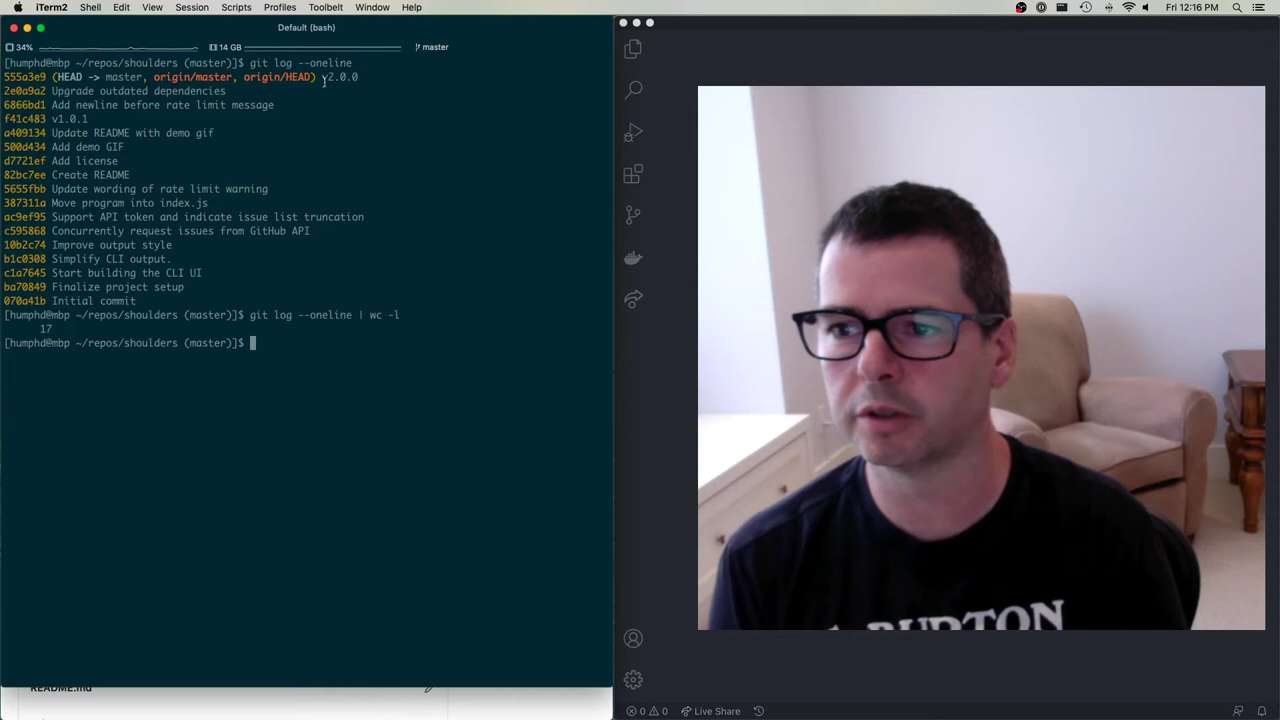 iTerm2 Shell Edit View Session Scripts Profiles Toolbelt Window Help Fri 12:16 PM
Default (bash)
34% 14 GB master
[humphd@mbp ~/repos/shoulders (master)]$ git log --oneline
555a3e9 (HEAD -> master, origin/master, origin/HEAD) v2.0.0
2e0a9a2 Upgrade outdated dependencies
6866bd1 Add newline before rate limit message
f41c483 v1.0.1
a409134 Update README with demo gif
500d434 Add demo GIF
d7721ef Add license
82bc7ee Create README
5655fbb Update wording of rate limit warning
387311a Move program into index.js
ac9ef95 Support API token and indicate issue list truncation
c595868 Concurrently request issues from GitHub API
10b2c74 Improve output style
b1c0308 Simplify CLI output.
c1a7645 Start building the CLI UI
ba70849 Finalize project setup
070a41b Initial commit
[humphd@mbp ~/repos/shoulders (master)]$ git log --oneline | wc -l
17
[humphd@mbp ~/repos/shoulders (master)]$
README.md
BURTON
0 0 Live Share